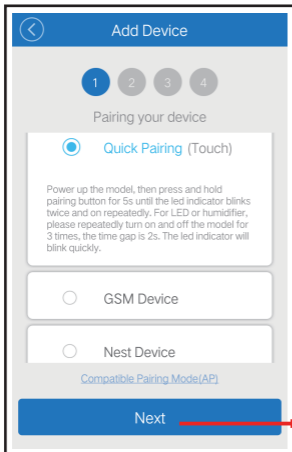 Add Device
1 2 3 4
Pairing your device
Quick Pairing (Touch)
Power up the model, then press and hold
pairing button for 5s until the led indicator blinks
twice and on repeatedly. For LED or humidifier,
please repeatedly turn on and off the model for
3 times, the time gap is 2s. The led indicator will
blink quickly.
GSM Device
Nest Device
Compatible Pairing Mode(AP)
Next